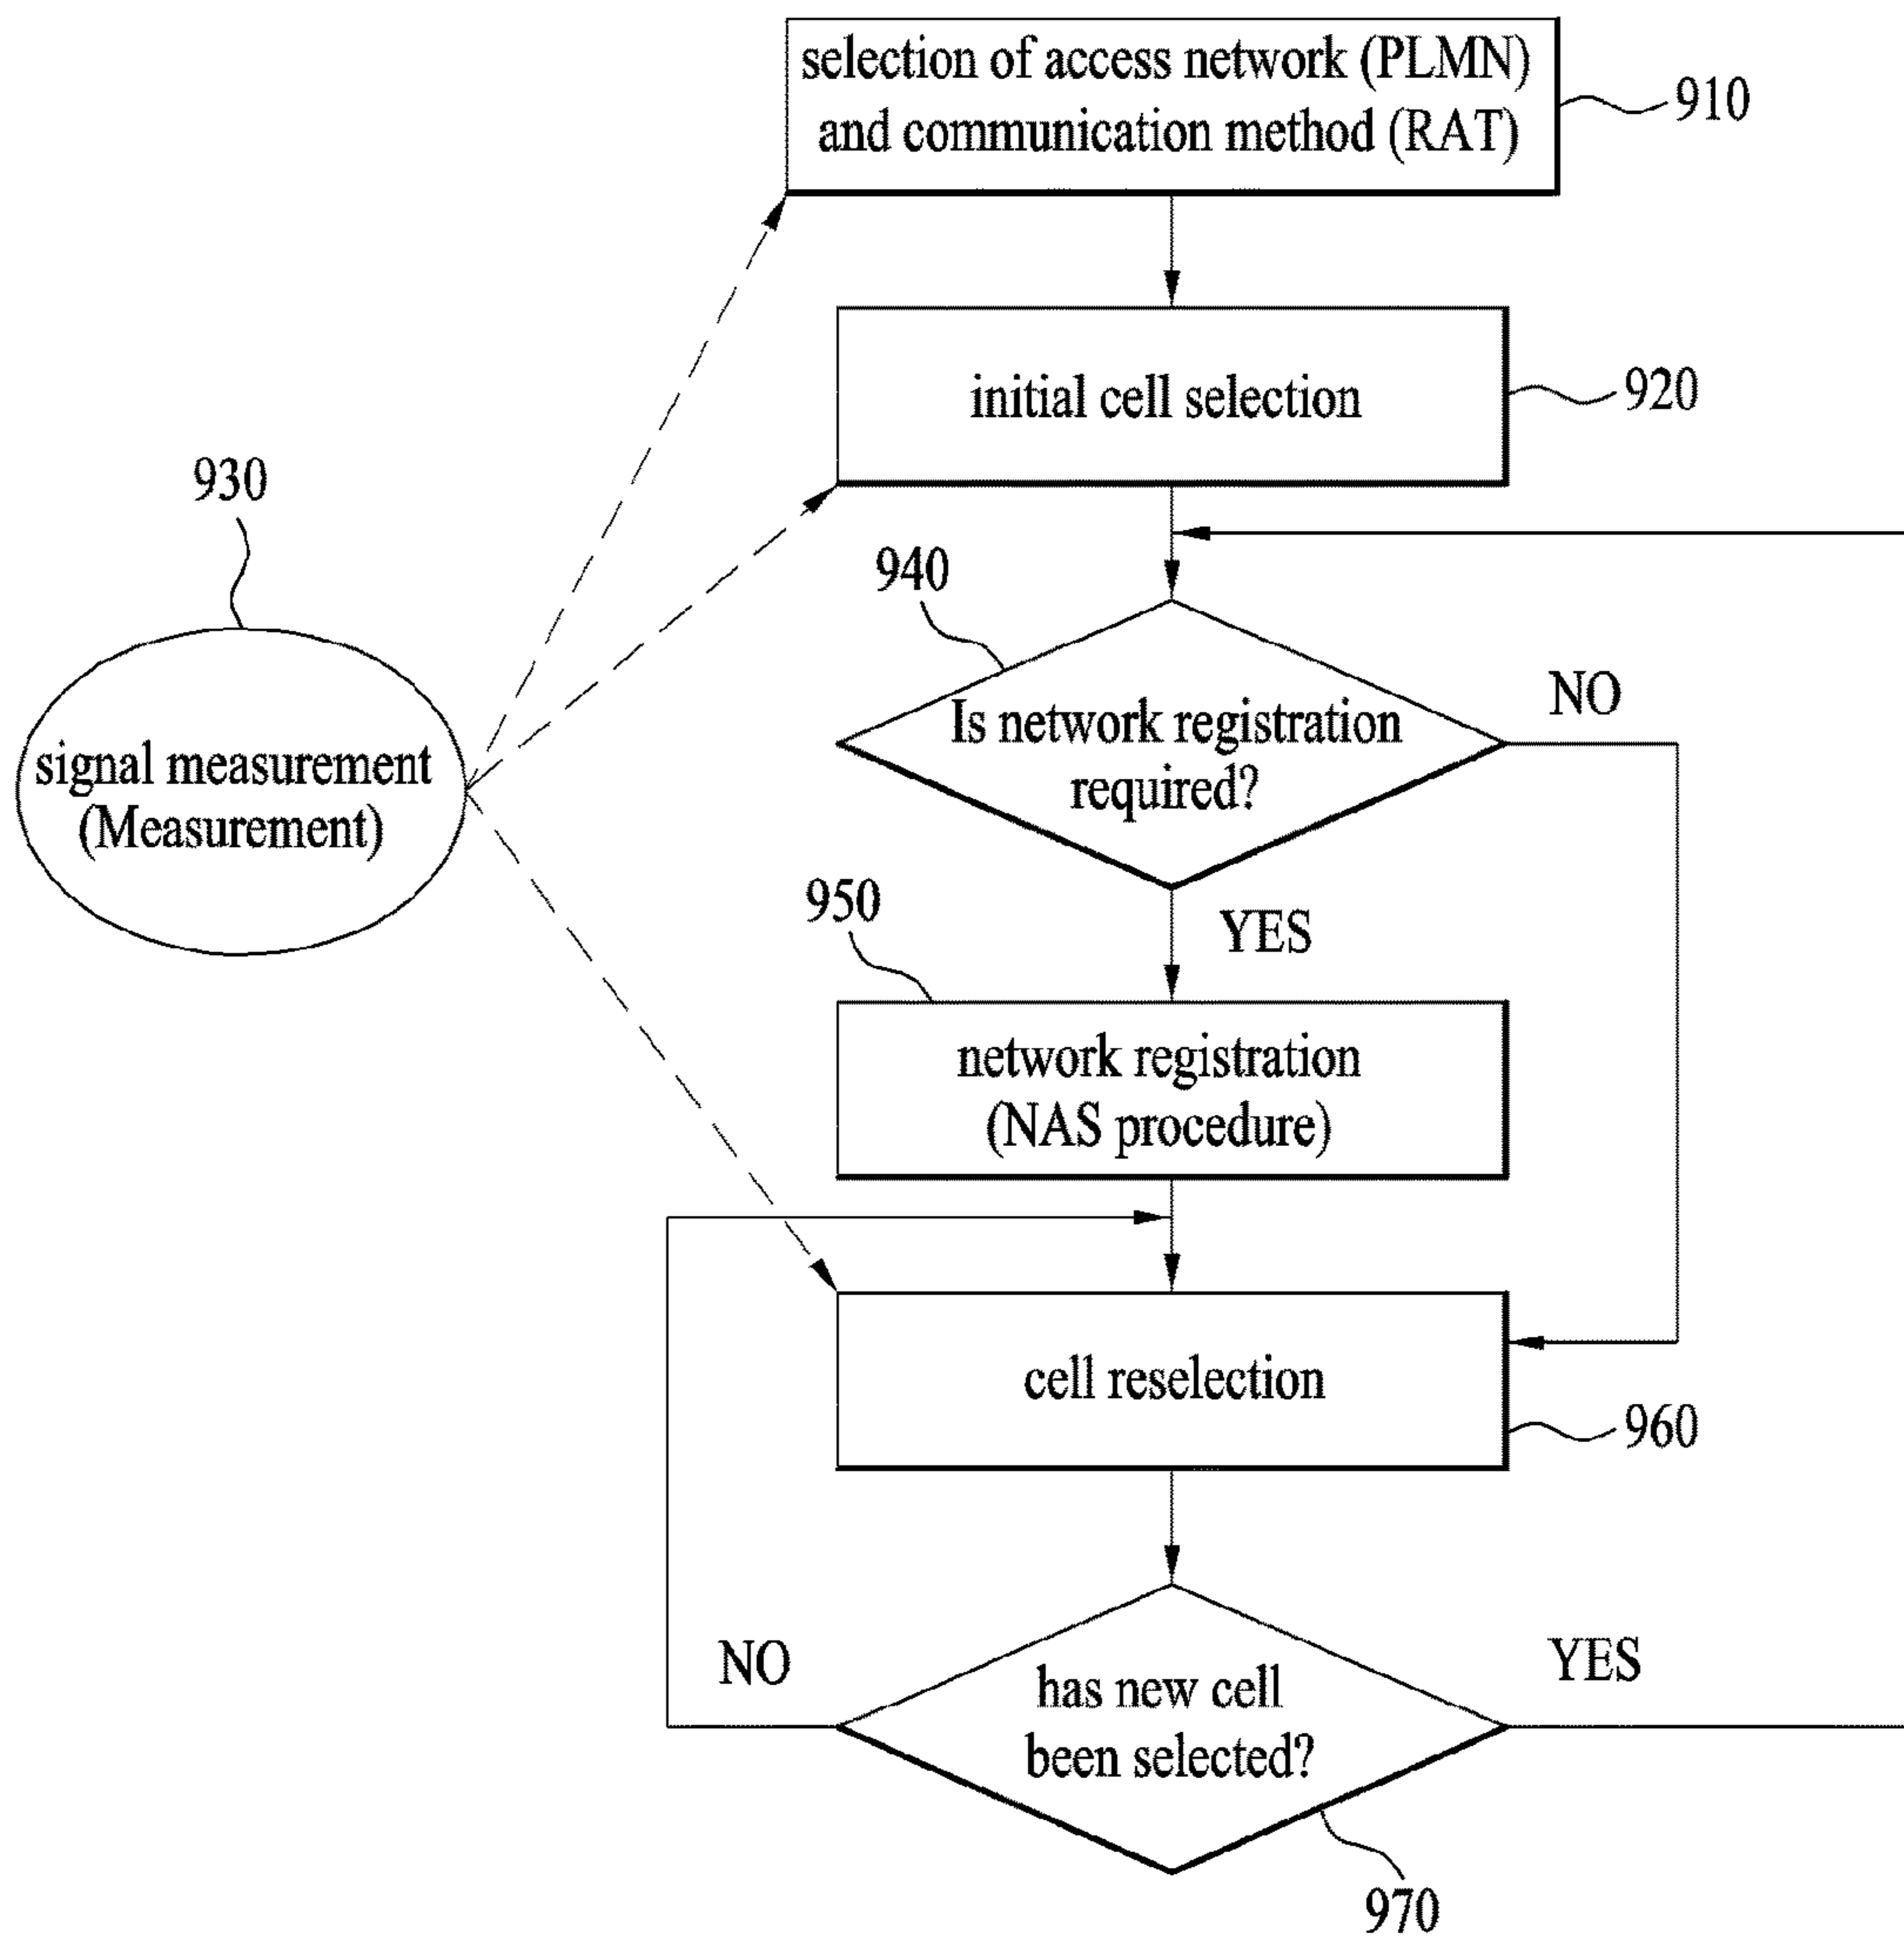 selection of access network (PLMN)
and communication method (RAT)
910
initial cell selection
920
930
signal measurement
(Measurement)
940
Is network registration
required?
NO
YES
950
network registration
(NAS procedure)
cell reselection
960
NO
has new cell
been selected?
YES
970